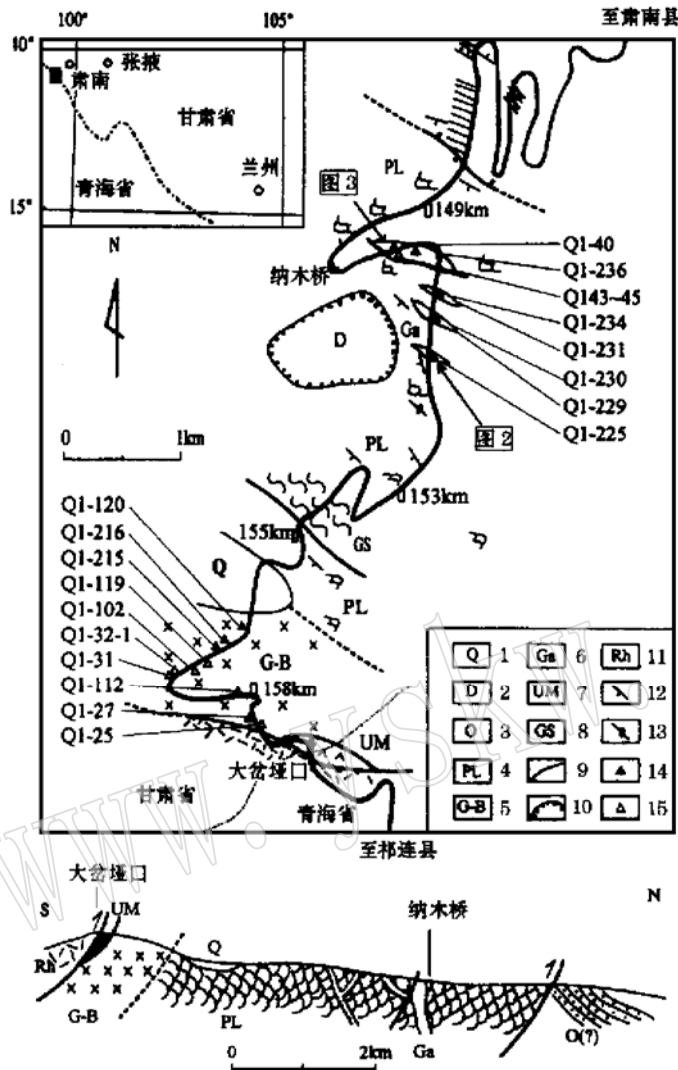 100° 105° 至肃南县
40°
张掖
肃南
甘肃省
兰州
青海省
15°
N
PL
图3
149km
纳木桥
Q1-40
Q1-236
Q143~45
Q1-234
Q1-231
Q1-230
Q1-229
Q1-225
D
Ga
图2
0 1km
PL
153km
Q1-120
Q1-216
Q1-215
Q1-119
Q1-102
Q1-32-1
Q1-31
Q1-112
Q1-27
Q1-25
155km
GS
Q
PL
G-B
158km
UM
大岔垭口
甘肃省
青海省
Q 1 Ga 6 Rh 11
D 2 UM 7 12
O 3 GS 8 13
PL 4 9 14
G-B 5 10 15
至祁连县
www.yskw.
大岔垭口
S UM 纳木桥 N
Rh Q
G-B PL Ga O(?)
0 2km